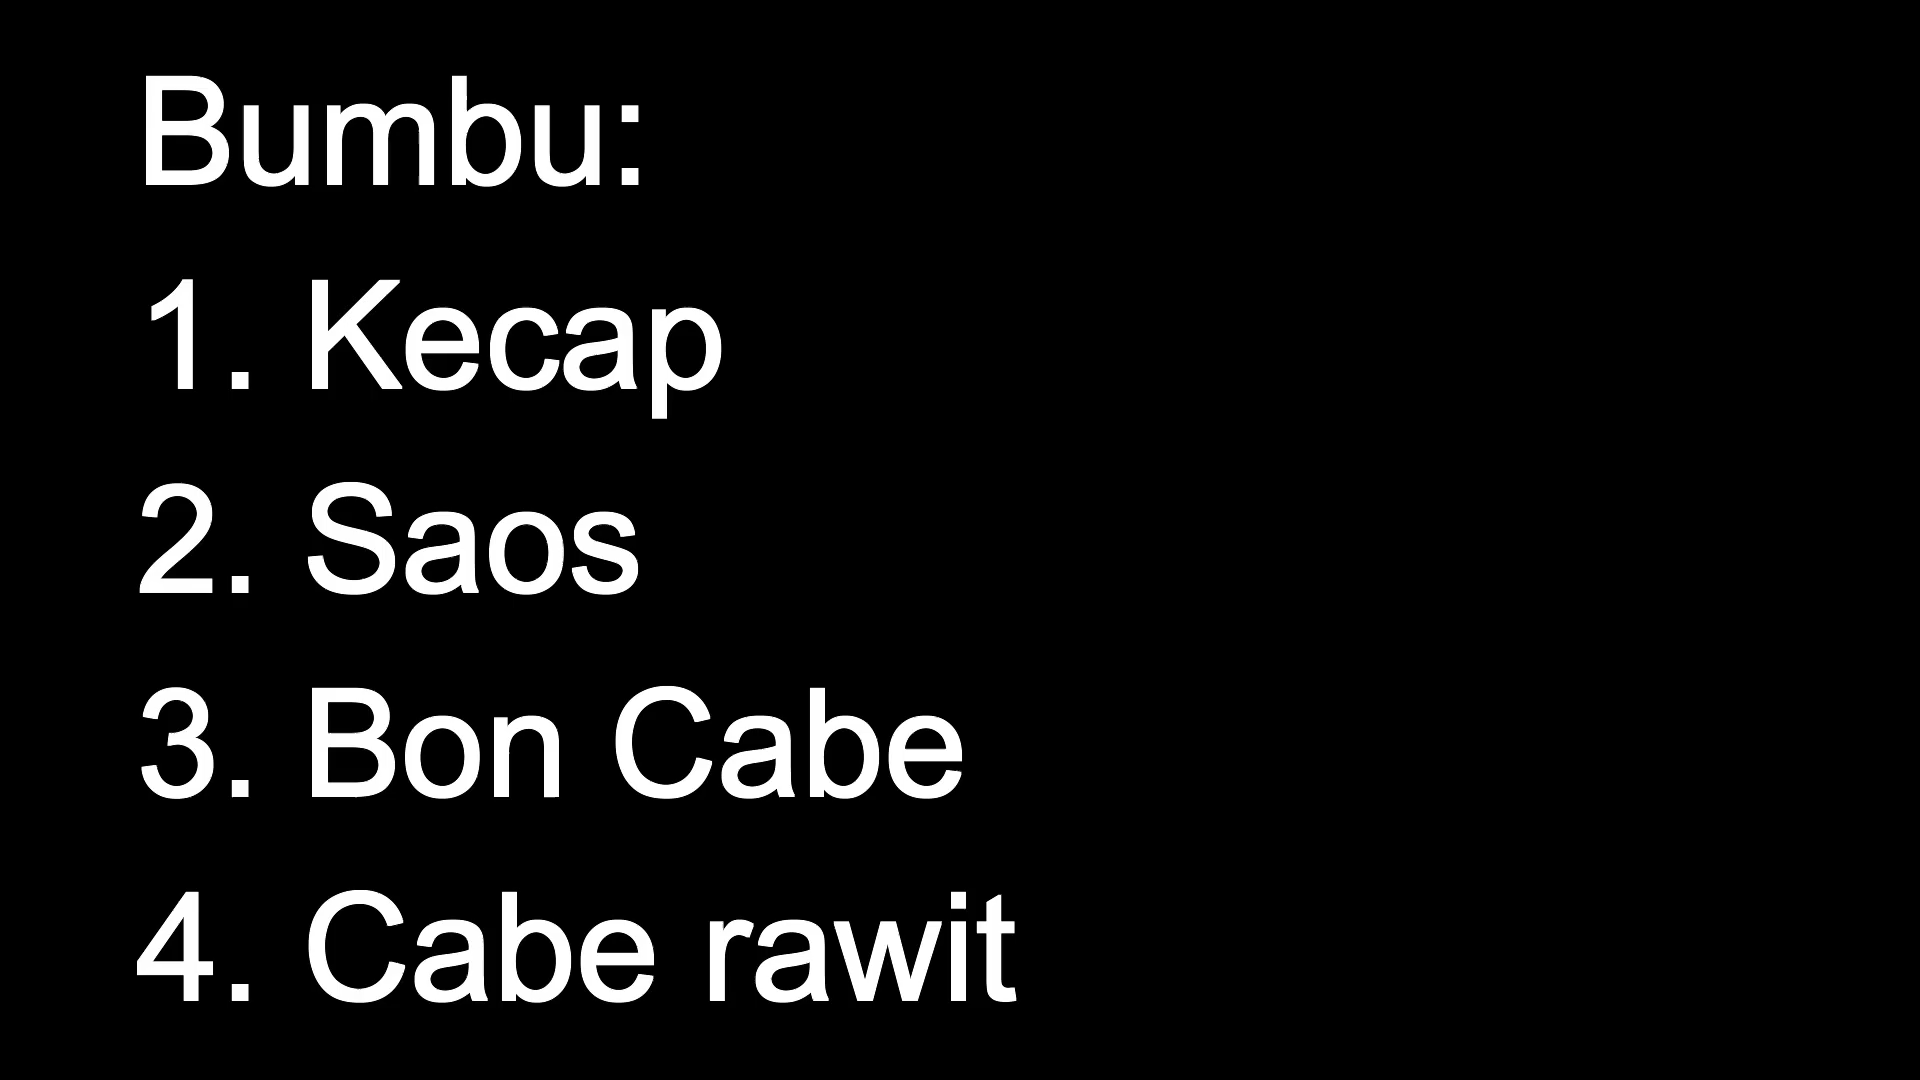 Bumbu:
1. Kecap
2. Saos
3. Bon Cabe
4. Cabe rawit